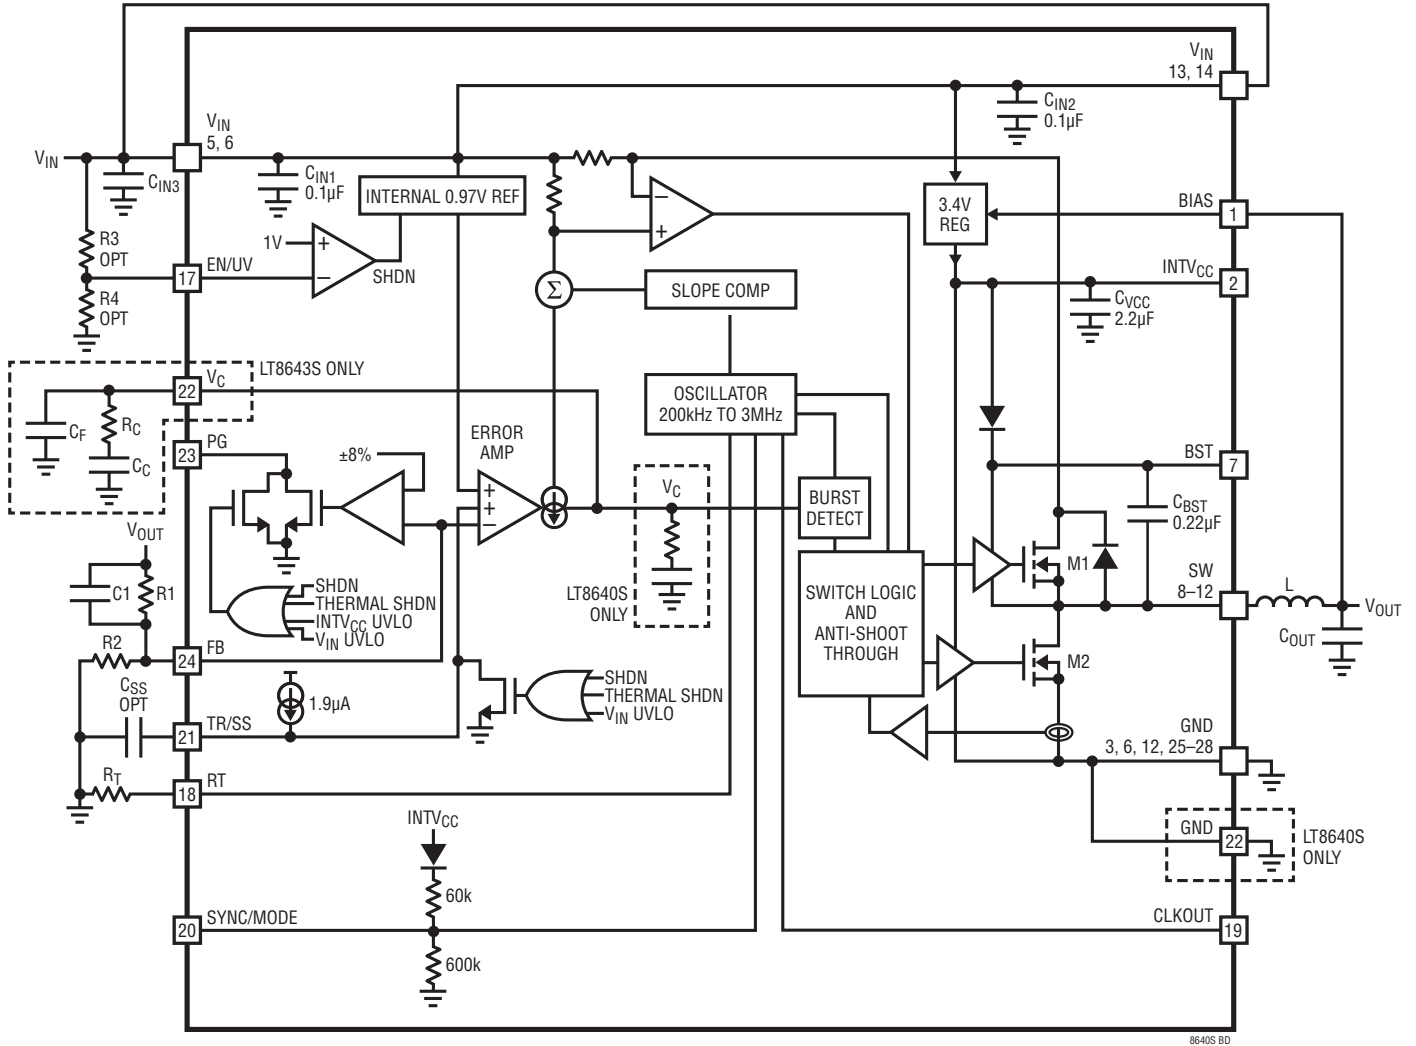 VIN
13, 14
CIN2
0.1µF
VIN
5, 6
VIN
CIN3
CIN1
0.1µF
INTERNAL 0.97V REF
−
+
3.4V
REG
BIAS
1
R3
OPT
1V
+
−
SHDN
EN/UV
17
R4
OPT
Σ
SLOPE COMP
INTVCC
2
CVCC
2.2µF
LT8643S ONLY
VC
22
OSCILLATOR
200kHz TO 3MHz
CF
RC
CC
PG
23
±8%
ERROR
AMP
+
+
−
VC
LT8640S
ONLY
BURST
DETECT
BST
7
CBST
0.22µF
VOUT
C1
R1
SHDN
THERMAL SHDN
INTVCC UVLO
VIN UVLO
SWITCH LOGIC
AND
ANTI-SHOOT
THROUGH
M1
SW
8–12
L
VOUT
COUT
R2
FB
24
M2
CSS
OPT
1.9µA
SHDN
THERMAL SHDN
VIN UVLO
TR/SS
21
GND
3, 6, 12, 25–28
RT
RT
18
GND
22
LT8640S
ONLY
INTVCC
60k
SYNC/MODE
20
CLKOUT
19
600k
8640S BD